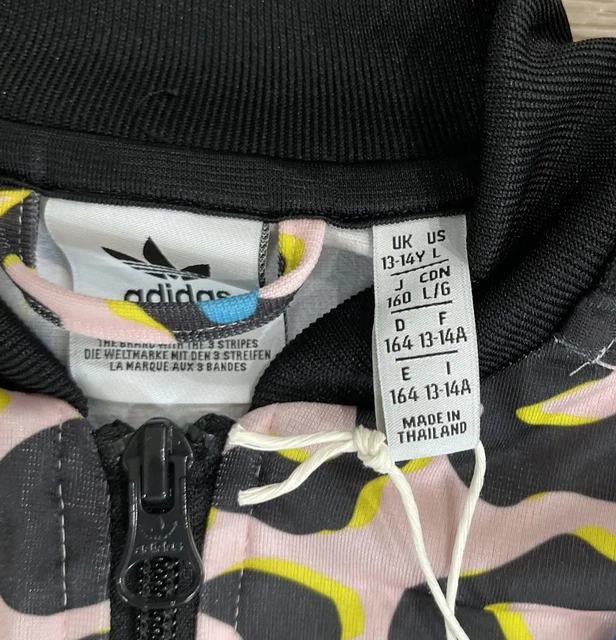 adidas
THE BRAND WITH THE 3 STRIPES
DIE WELTMARKE MIT DEN 3 STREIFEN
LA MARQUE AUX 3 BANDES
UK US
13-14Y L
J CDN
160 L/G
D F
164 13-14A
E I
164 13-14A
MADE IN
THAILAND
adidas